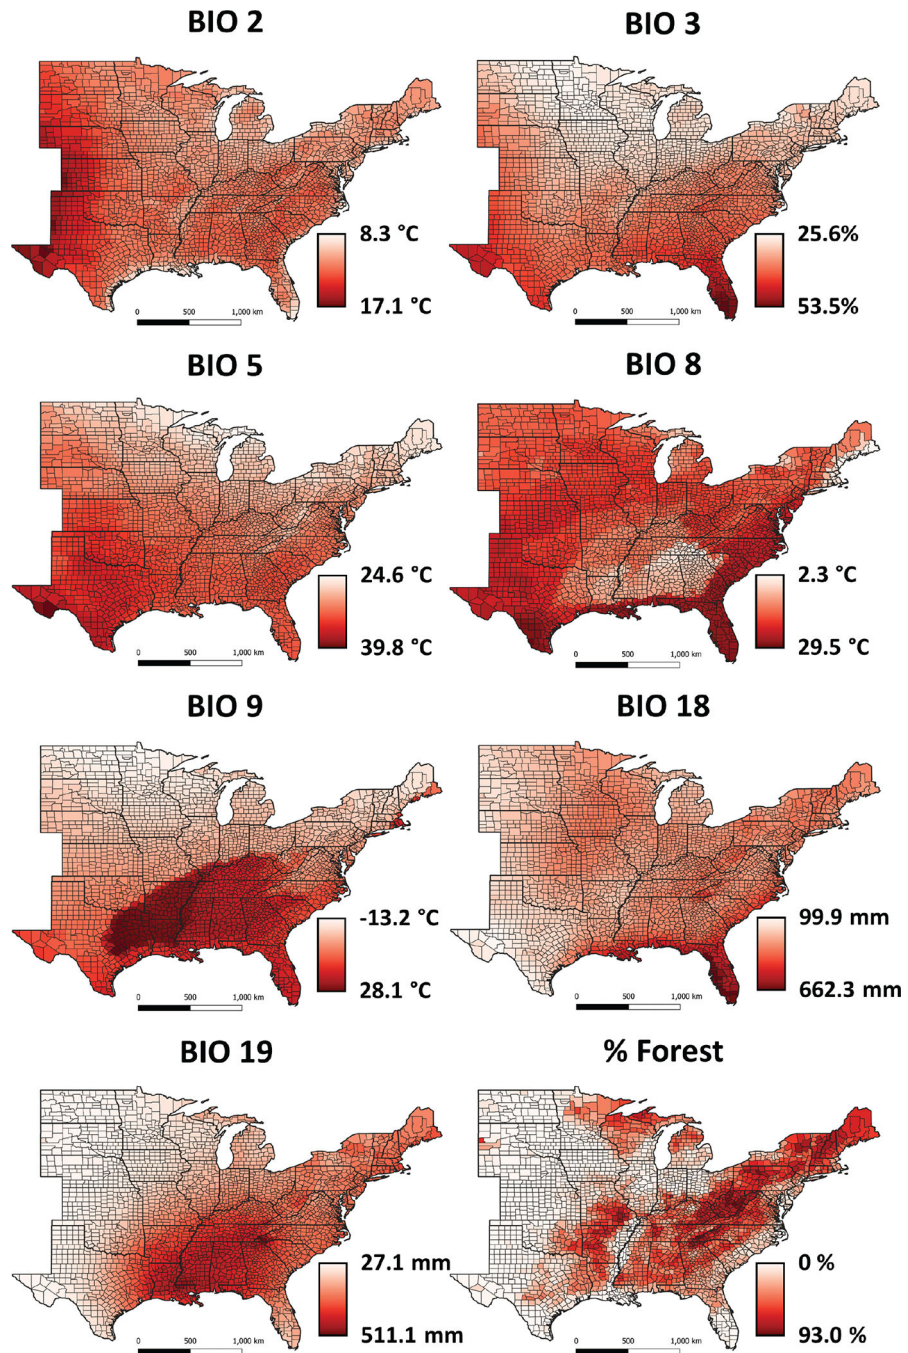 BIO 2
BIO 3
8.3 °C
17.1 °C
0 500 1,000 km
25.6%
53.5%
0 500 1,000 km
BIO 5
BIO 8
24.6 °C
39.8 °C
0 500 1,000 km
2.3 °C
29.5 °C
0 500 1,000 km
BIO 9
BIO 18
-13.2 °C
28.1 °C
0 500 1,000 km
99.9 mm
662.3 mm
0 500 1,000 km
BIO 19
% Forest
27.1 mm
511.1 mm
0 500 1,000 km
0 %
93.0 %
0 500 1,000 km